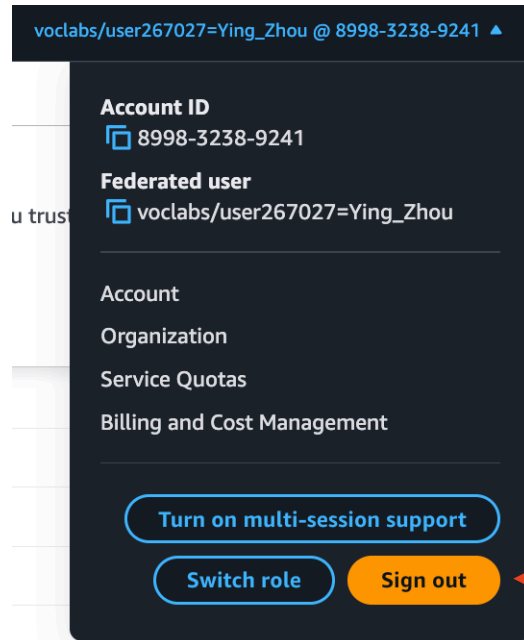 voclabs/user267027=Ying_Zhou @ 8998-3238-9241
Account ID
8998-3238-9241
Federated user
u trust
voclabs/user267027=Ying_Zhou
Account
Organization
Service Quotas
Billing and Cost Management
Turn on multi-session support
Switch role
Sign out